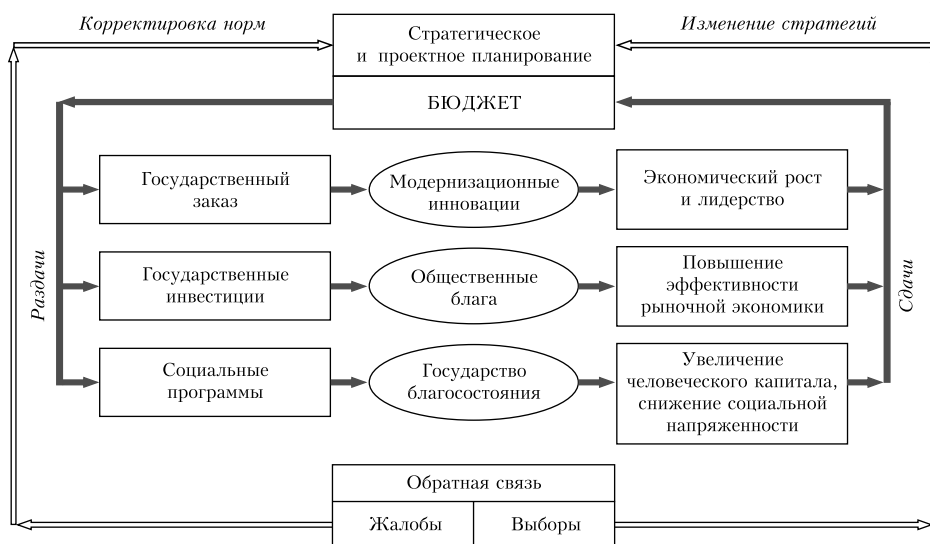 Корректировка норм
Изменение стратегий
Стратегическое
и проектное планирование
БЮДЖЕТ
Раздачи
Государственный
заказ
Модернизационные
инновации
Экономический рост
и лидерство
Государственные
инвестиции
Общественные
блага
Повышение
эффективности
рыночной экономики
Социальные
программы
Государство
благосостояния
Увеличение
человеческого капитала,
снижение социальной
напряженности
Сдачи
Обратная связь
Жалобы
Выборы